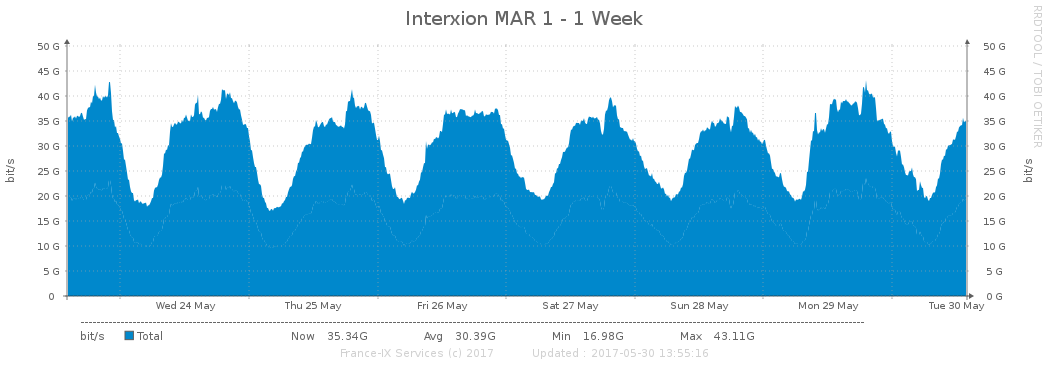 Interxion MAR 1 - 1 Week
RRDTOOL / TOBI OETIKER
bit/s
50 G
45 G
40 G
35 G
30 G
25 G
20 G
15 G
10 G
5 G
0
50 G
45 G
40 G
35 G
30 G
25 G
20 G
15 G
10 G
5 G
0 G
bit/s
Wed 24 May Thu 25 May Fri 26 May Sat 27 May Sun 28 May Mon 29 May Tue 30 May
bit/s Total Now 35.34G Avg 30.39G Min 16.98G Max 43.11G
France-IX Services (c) 2017 Updated : 2017-05-30 13:55:16